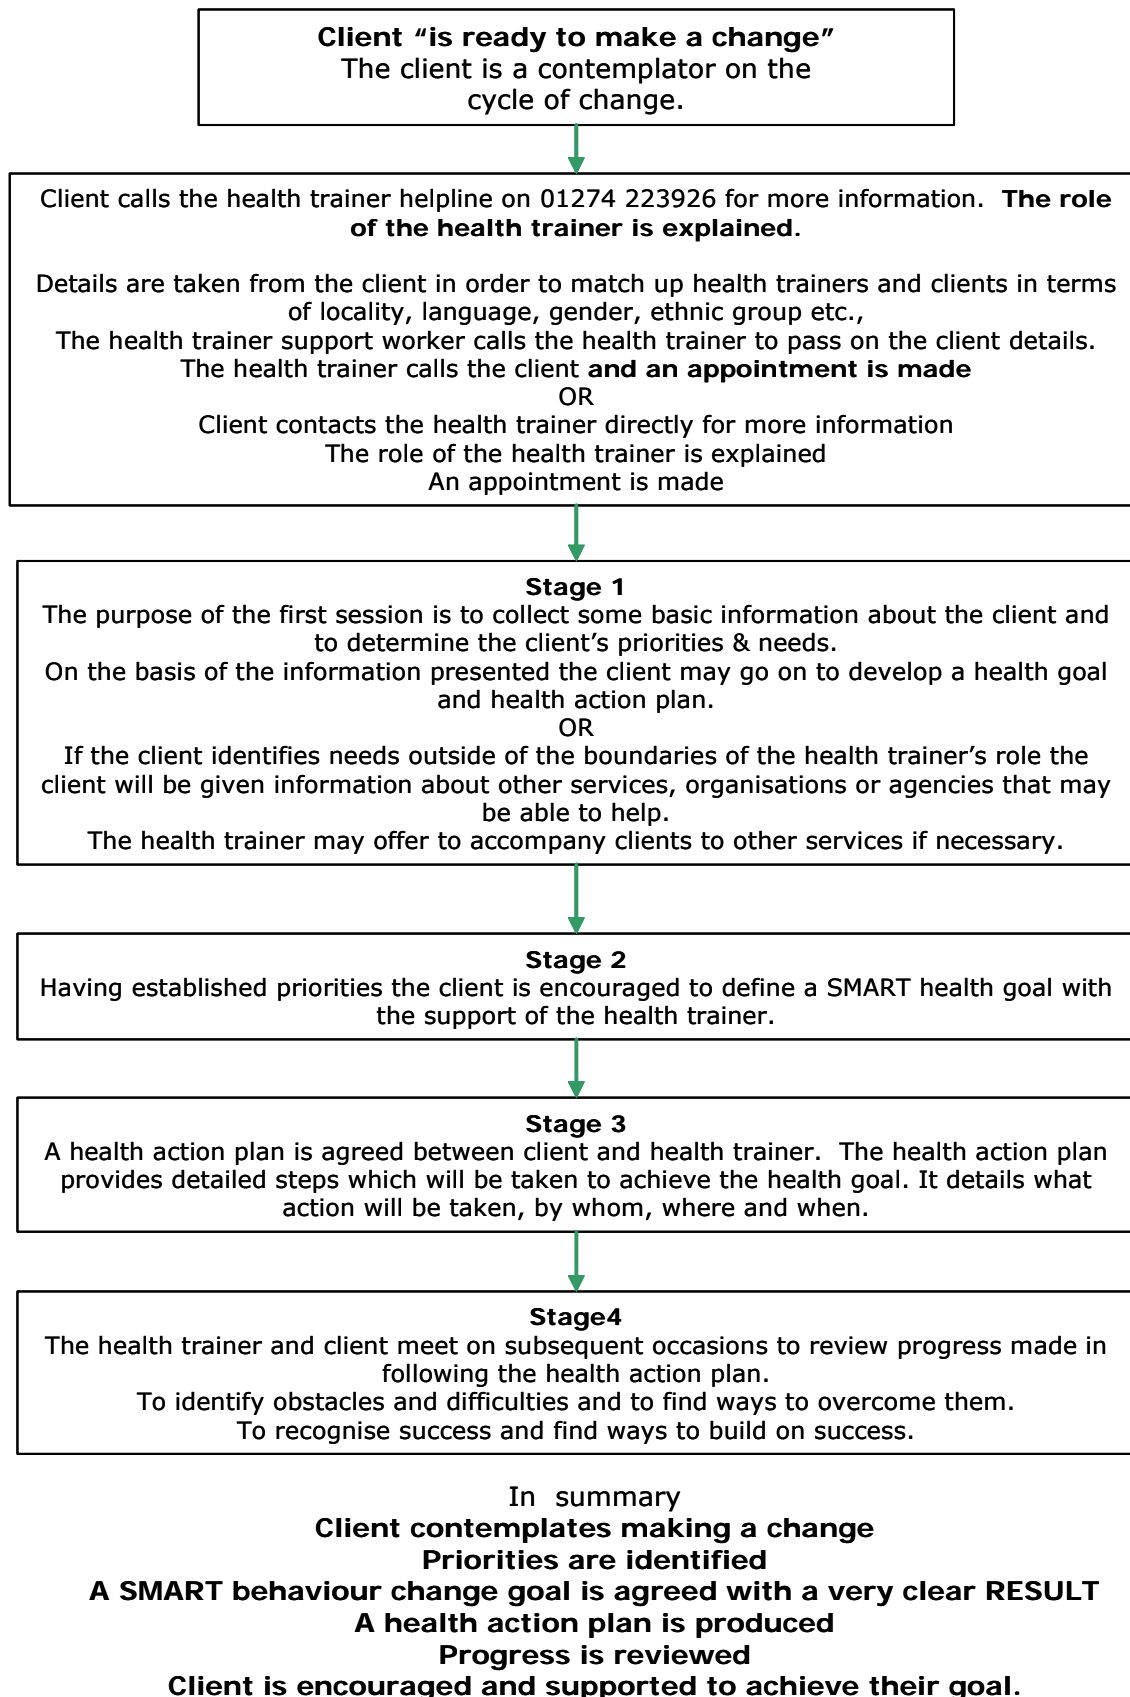 Client “is ready to make a change”
The client is a contemplator on the
cycle of change.
Client calls the health trainer helpline on 01274 223926 for more information.  The role
of the health trainer is explained.
Details are taken from the client in order to match up health trainers and clients in terms
of locality, language, gender, ethnic group etc.,
The health trainer support worker calls the health trainer to pass on the client details.
The health trainer calls the client and an appointment is made
OR
Client contacts the health trainer directly for more information
The role of the health trainer is explained
An appointment is made
Stage 1
The purpose of the first session is to collect some basic information about the client and
to determine the client’s priorities & needs.
On the basis of the information presented the client may go on to develop a health goal
and health action plan.
OR
If the client identifies needs outside of the boundaries of the health trainer’s role the
client will be given information about other services, organisations or agencies that may
be able to help.
The health trainer may offer to accompany clients to other services if necessary.
Stage 2
Having established priorities the client is encouraged to define a SMART health goal with
the support of the health trainer.
Stage 3
A health action plan is agreed between client and health trainer.  The health action plan
provides detailed steps which will be taken to achieve the health goal. It details what
action will be taken, by whom, where and when.
Stage4
The health trainer and client meet on subsequent occasions to review progress made in
following the health action plan.
To identify obstacles and difficulties and to find ways to overcome them.
To recognise success and find ways to build on success.
In  summary
Client contemplates making a change
Priorities are identified
A SMART behaviour change goal is agreed with a very clear RESULT
A health action plan is produced
Progress is reviewed
Client is encouraged and supported to achieve their goal.